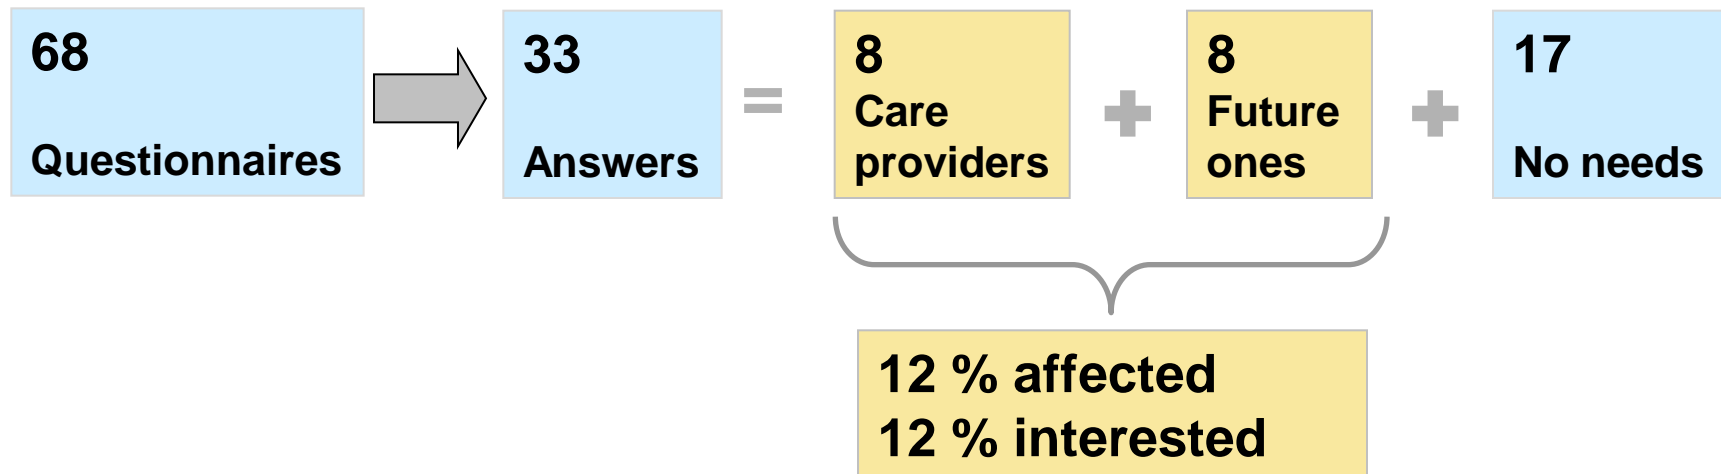 68
Questionnaires
33
Answers
=
8
Care
providers
+
8
Future
ones
+
17
No needs
12 % affected
12 % interested